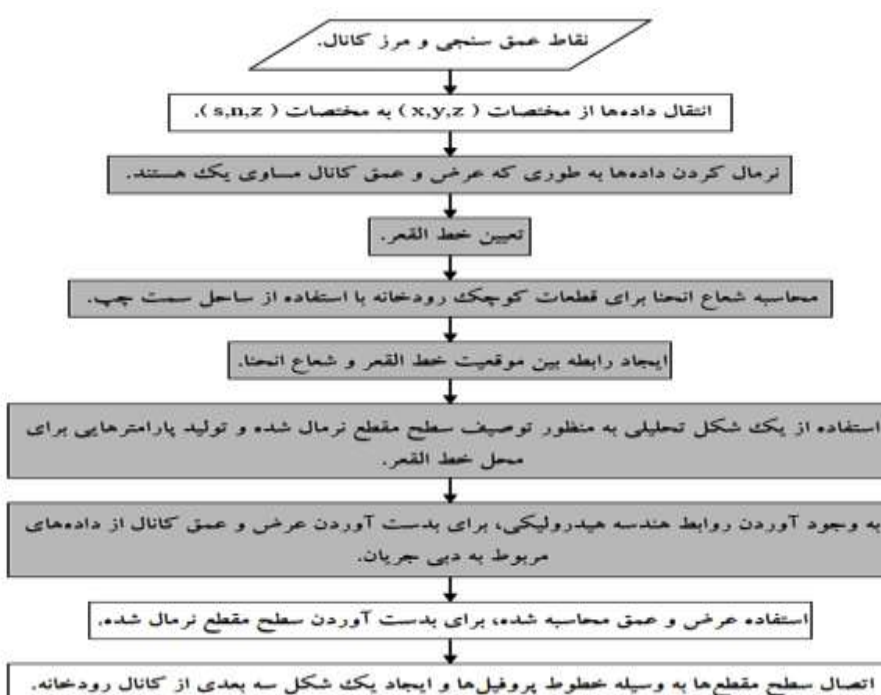 نقاط عمق سنجی و مرز کانال.
انتقال داده‌ها از مختصات ( x,y,z ) به مختصات ( s,n,z ).
نرمال کردن داده‌ها به طوری که عرض و عمق کانال مساوی یک هستند.
تعیین خط القعر.
محاسبه شعاع انحنا برای قطعات کوچک رودخانه با استفاده از ساحل سمت چپ.
ایجاد رابطه بین موقعیت خط القعر و شعاع انحنا.
استفاده از یک شکل تحلیلی به منظور توصیف سطح مقطع نرمال شده و تولید پارامترهایی برای
محل خط القعر.
به وجود آوردن روابط هندسه هیدرولیکی، برای بدست آوردن عرض و عمق کانال از داده‌های
مربوط به دبی جریان.
استفاده عرض و عمق محاسبه شده، برای بدست آوردن سطح مقطع نرمال شده.
اتصال سطح مقطع‌ها به وسیله خطوط پروفیل‌ها و ایجاد یک شکل سه بعدی از کانال رودخانه.